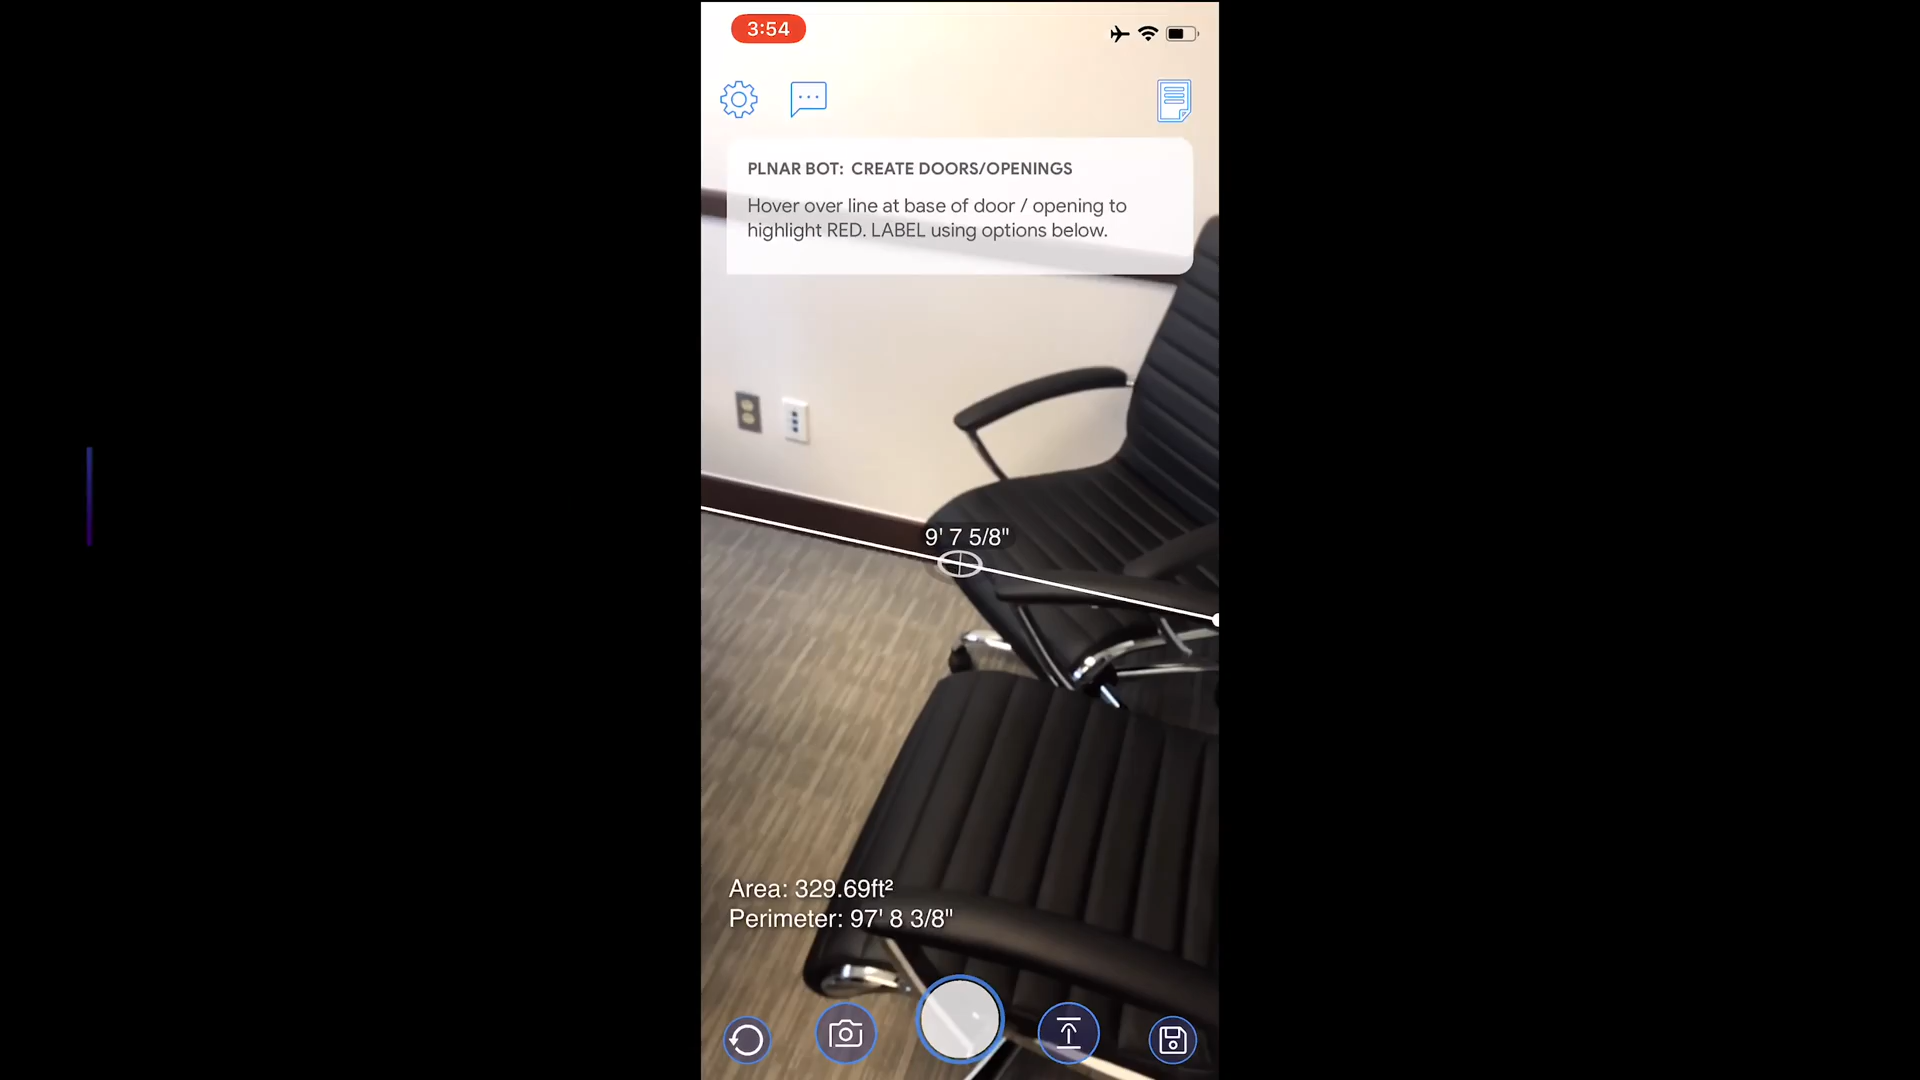 3:54
PLNAR BOT: CREATE DOORS/OPENINGS
Hover over line at base of door / opening to
highlight RED. LABEL using options below.
9' 7 5/8"
Area: 329.69ft²
Perimeter: 97' 8 3/8"